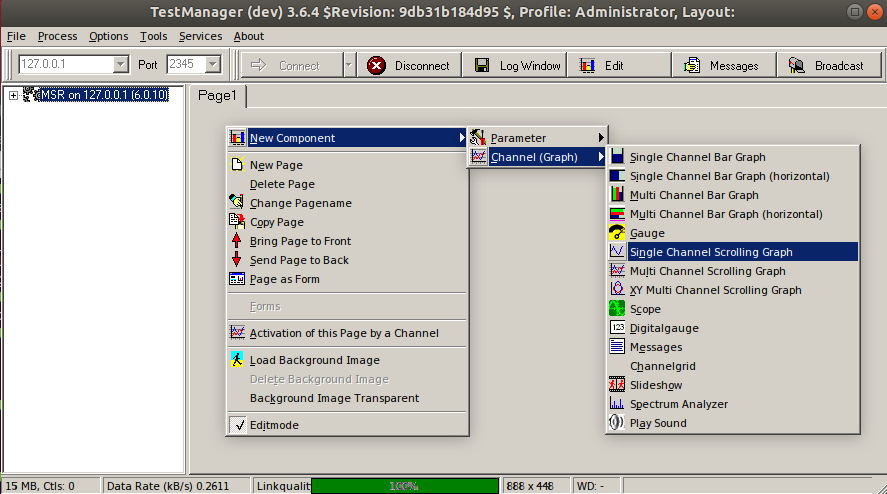 TestManager (dev) 3.6.4 $Revision: 9db31b184d95 $, Profile: Administrator, Layout:
File Process Options Tools Services About
127.0.0.1 Port 2345 Connect Disconnect Log Window Edit Messages Broadcast
MSR on 127.0.0.1 (6.0.10)
Page1
New Component
New Page
Delete Page
Change Pagename
Copy Page
Bring Page to Front
Send Page to Back
Page as Form
Forms
Activation of this Page by a Channel
Load Background Image
Delete Background Image
Background Image Transparent
Editmode
Parameter
Channel (Graph)
Single Channel Bar Graph
Single Channel Bar Graph (horizontal)
Multi Channel Bar Graph
Multi Channel Bar Graph (horizontal)
Gauge
Single Channel Scrolling Graph
Multi Channel Scrolling Graph
XY Multi Channel Scrolling Graph
Scope
123 Digitalgauge
Messages
Channelgrid
Slideshow
Spectrum Analyzer
Play Sound
15 MB, Ctls: 0 Data Rate (kB/s) 0.2611 Linkquality 100% 888 x 448 WD: -